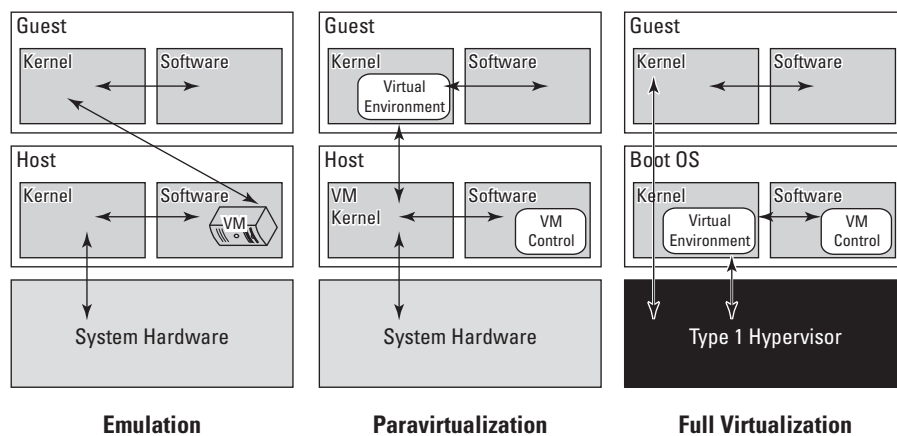 Guest
Kernel
Software
Host
Kernel
Software
VM
System Hardware
Emulation
Guest
Kernel
Virtual
Environment
Software
Host
VM
Kernel
Software
VM
Control
System Hardware
Paravirtualization
Guest
Kernel
Software
Boot OS
Kernel
Virtual
Environment
Software
VM
Control
Type 1 Hypervisor
Full Virtualization